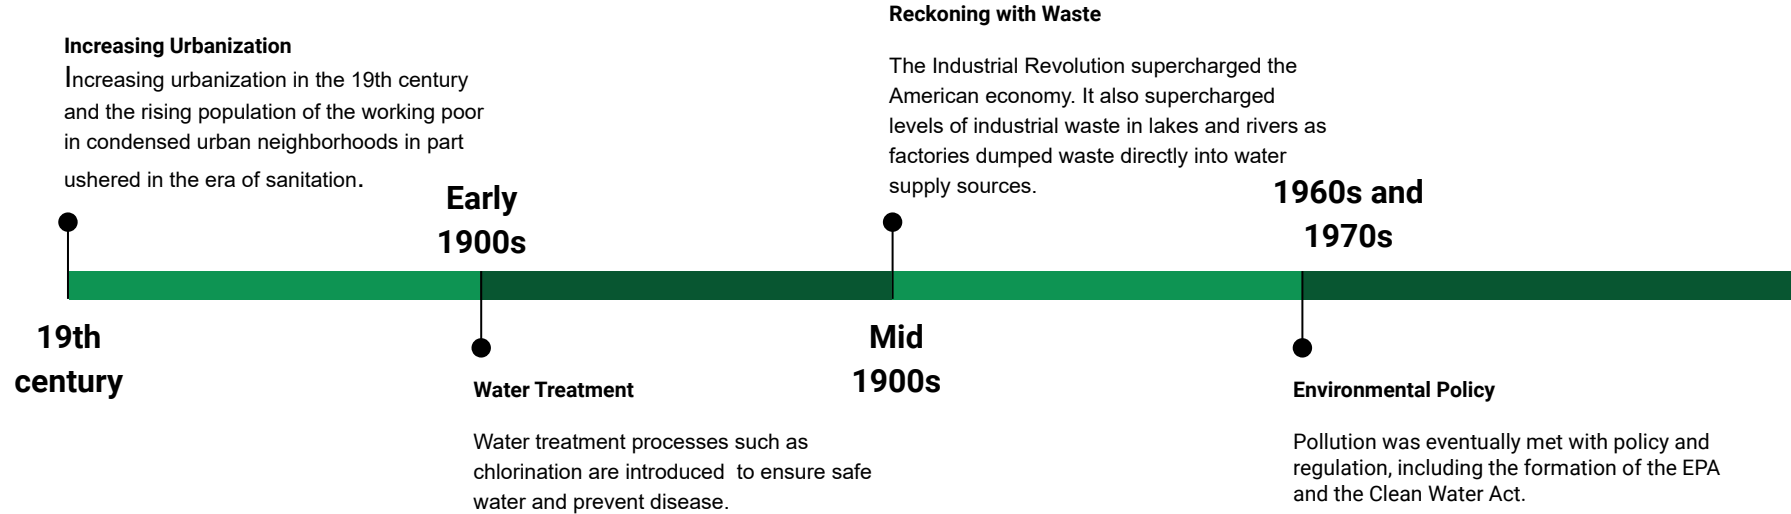 Increasing Urbanization
Increasing urbanization in the 19th century
and the rising population of the working poor
in condensed urban neighborhoods in part
ushered in the era of sanitation.
19th
century
Early
1900s
Water Treatment
Water treatment processes such as
chlorination are introduced  to ensure safe
water and prevent disease.
Reckoning with Waste
The Industrial Revolution supercharged the
American economy. It also supercharged
levels of industrial waste in lakes and rivers as
factories dumped waste directly into water
supply sources.
Mid
1900s
1960s and
1970s
Environmental Policy
Pollution was eventually met with policy and
regulation, including the formation of the EPA
and the Clean Water Act.